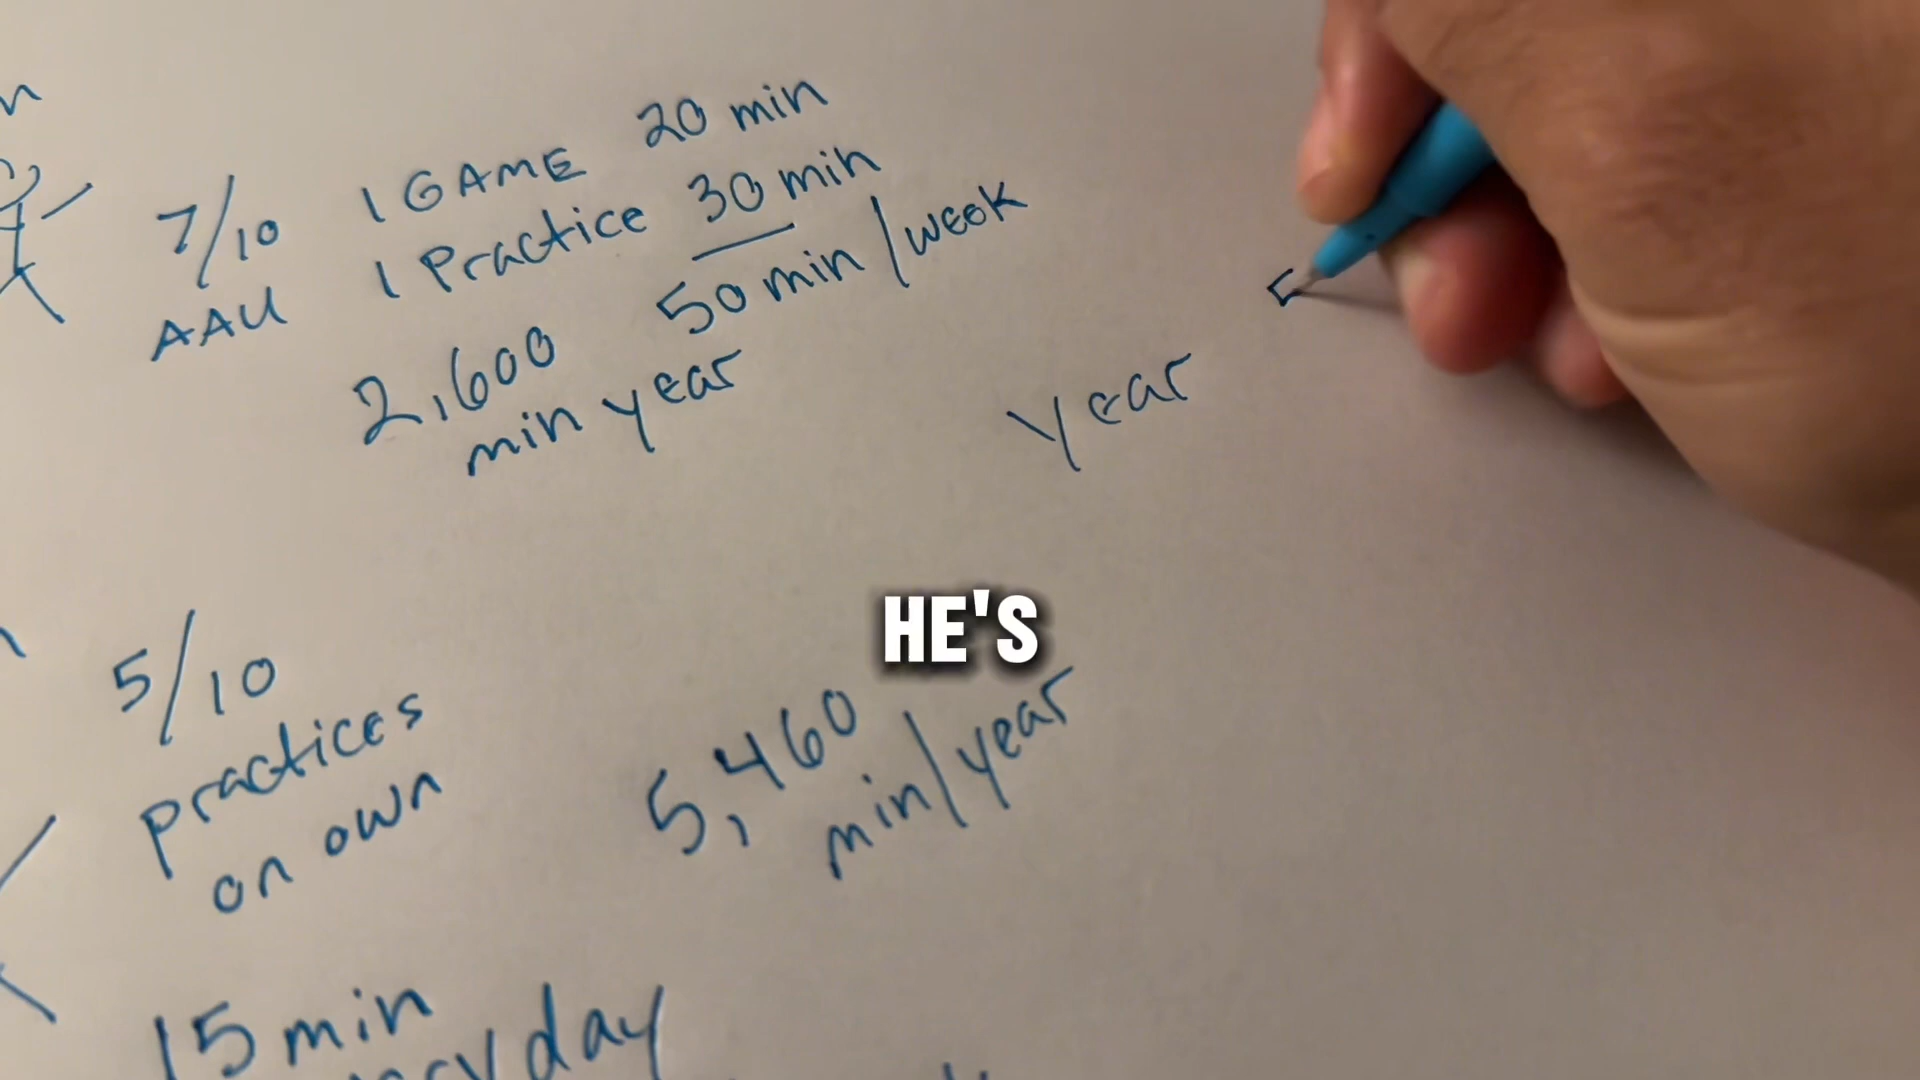 7/10
AAU
1 GAME 20 min
1 Practice 30 min
50 min/week
2,600
min year
year
HE'S
5/10
practices
on own
5,460
min/year
15 min
day